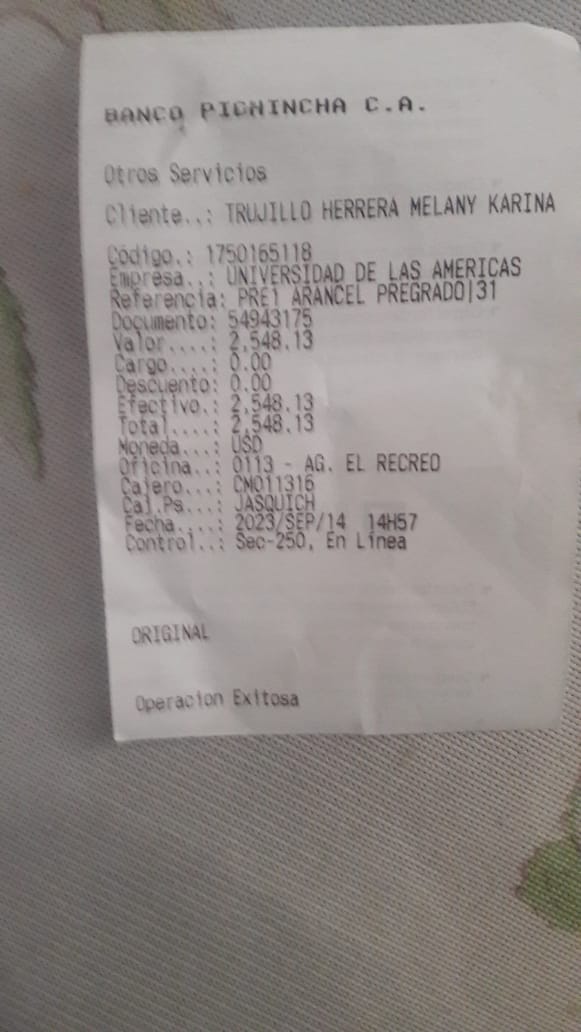 BANCO PICHINCHA C.A.
Otros Servicios
Cliente..: TRUJILLO HERRERA MELANY KARINA
Código.: 1750165118
Empresa..: UNIVERSIDAD DE LAS AMERICAS
Referencia: PRE1 ARANCEL PREGRADO|31
Documento: 54943175
Valor....: 2,548.13
Cargo....: 0.00
Descuento: 0.00
Efectivo.: 2,548.13
Total....: 2,548.13
Moneda...: USD
Oficina..: 0113 - AG. EL RECREO
Cajero...: CM011316
Cal.Ps...: JASQUICH
Fecha....: 2023/SEP/14 14H57
Control..: Sec-250, En Línea
ORIGINAL
Operacion Exitosa